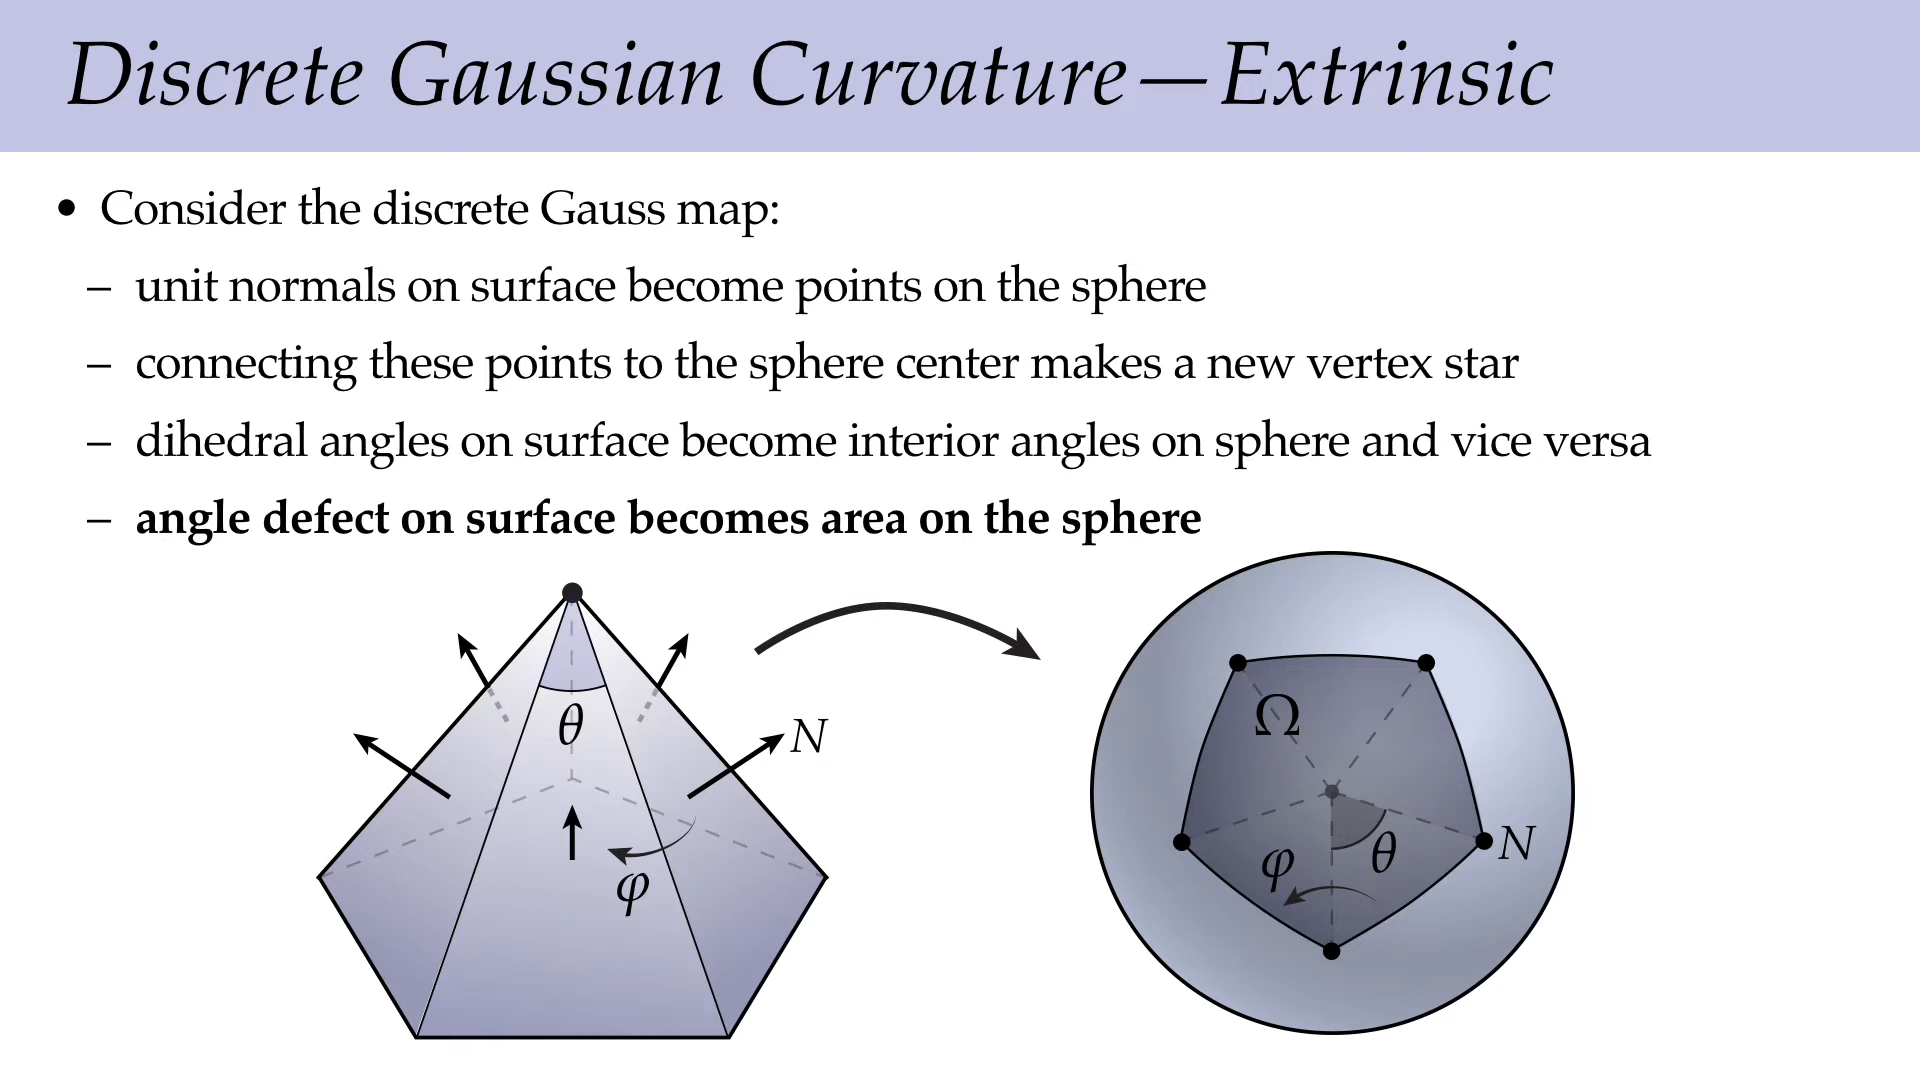 Discrete Gaussian Curvature—Extrinsic
• Consider the discrete Gauss map:
– unit normals on surface become points on the sphere
– connecting these points to the sphere center makes a new vertex star
– dihedral angles on surface become interior angles on sphere and vice versa
– angle defect on surface becomes area on the sphere
θ
N
φ
Ω
φ
θ
N